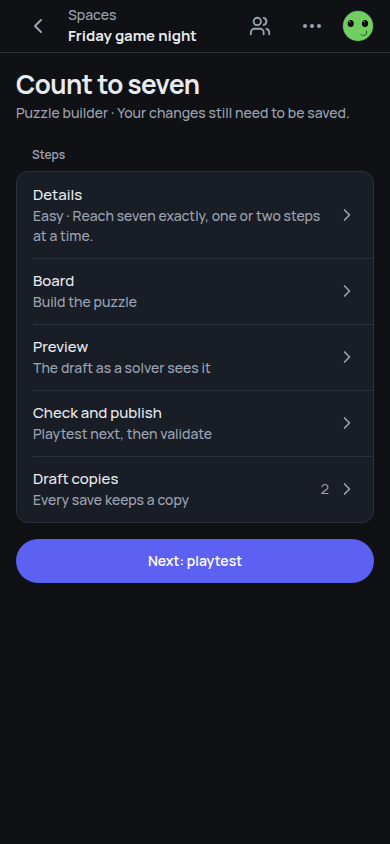 Spaces
Friday game night
Count to seven
Puzzle builder · Your changes still need to be saved.
Steps
Details
Easy · Reach seven exactly, one or two steps
at a time.
Board
Build the puzzle
Preview
The draft as a solver sees it
Check and publish
Playtest next, then validate
Draft copies
Every save keeps a copy
2
Next: playtest